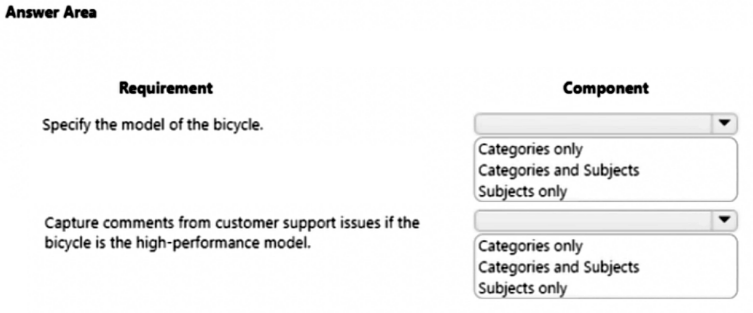 Answer Area
Requirement Component
Specify the model of the bicycle.
Categories only
Categories and Subjects
Subjects only
Capture comments from customer support issues if the
bicycle is the high-performance model.
Categories only
Categories and Subjects
Subjects only